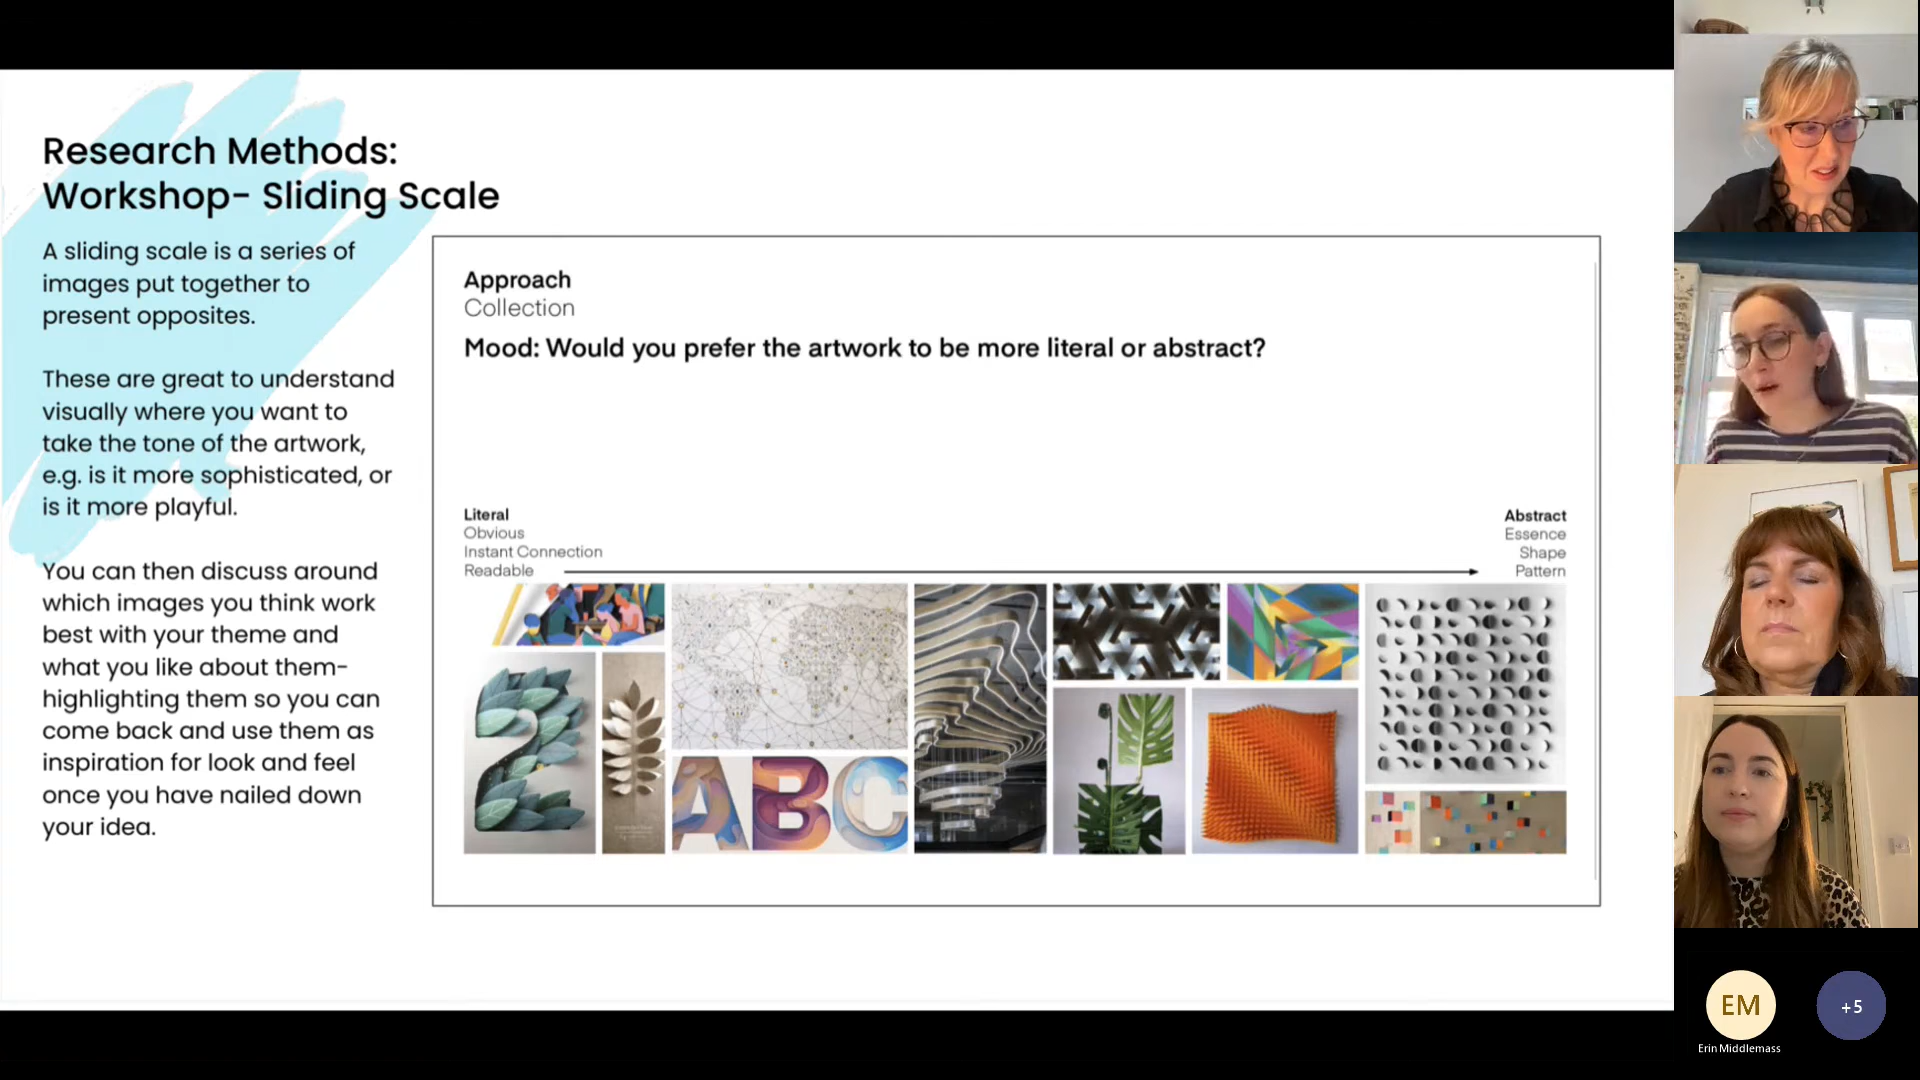 Research Methods:
Workshop- Sliding Scale
A sliding scale is a series of
images put together to
present opposites.
These are great to understand
visually where you want to
take the tone of the artwork,
e.g. is it more sophisticated, or
is it more playful.
You can then discuss around
which images you think work
best with your theme and
what you like about them-
highlighting them so you can
come back and use them as
inspiration for look and feel
once you have nailed down
your idea.
Approach
Collection
Mood: Would you prefer the artwork to be more literal or abstract?
Literal
Obvious
Instant Connection
Readable
Abstract
Essence
Shape
Pattern
2
ABC
EM
Erin Middlemass
+5